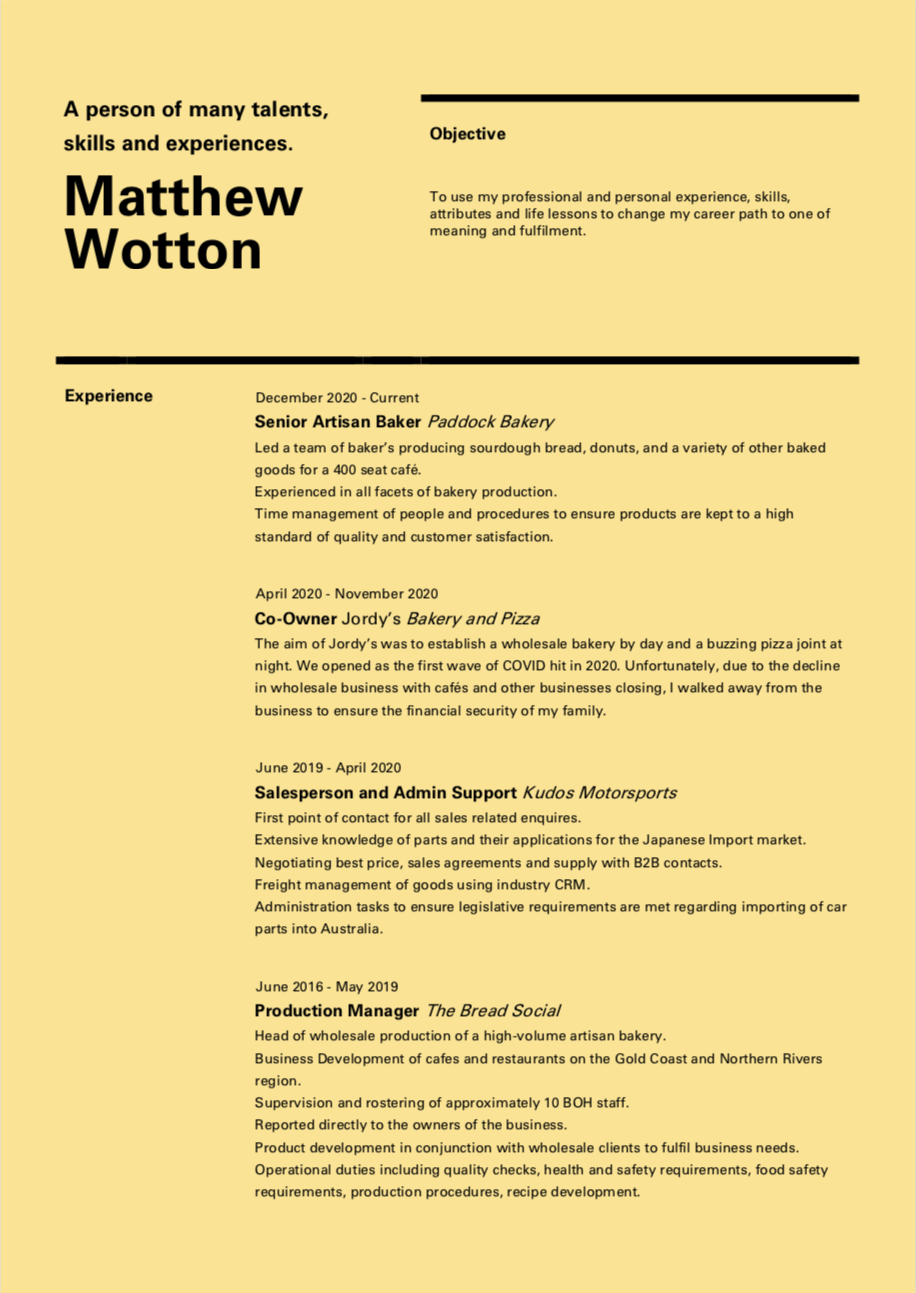 A person of many talents,
skills and experiences.
Matthew
Wotton
Objective
To use my professional and personal experience, skills,
attributes and life lessons to change my career path to one of
meaning and fulfilment.
Experience
December 2020 - Current
Senior Artisan Baker Paddock Bakery
Led a team of baker’s producing sourdough bread, donuts, and a variety of other baked
goods for a 400 seat café.
Experienced in all facets of bakery production.
Time management of people and procedures to ensure products are kept to a high
standard of quality and customer satisfaction.
April 2020 - November 2020
Co-Owner Jordy’s Bakery and Pizza
The aim of Jordy’s was to establish a wholesale bakery by day and a buzzing pizza joint at
night. We opened as the first wave of COVID hit in 2020. Unfortunately, due to the decline
in wholesale business with cafés and other businesses closing, I walked away from the
business to ensure the financial security of my family.
June 2019 - April 2020
Salesperson and Admin Support Kudos Motorsports
First point of contact for all sales related enquires.
Extensive knowledge of parts and their applications for the Japanese Import market.
Negotiating best price, sales agreements and supply with B2B contacts.
Freight management of goods using industry CRM.
Administration tasks to ensure legislative requirements are met regarding importing of car
parts into Australia.
June 2016 - May 2019
Production Manager The Bread Social
Head of wholesale production of a high-volume artisan bakery.
Business Development of cafes and restaurants on the Gold Coast and Northern Rivers
region.
Supervision and rostering of approximately 10 BOH staff.
Reported directly to the owners of the business.
Product development in conjunction with wholesale clients to fulfil business needs.
Operational duties including quality checks, health and safety requirements, food safety
requirements, production procedures, recipe development.